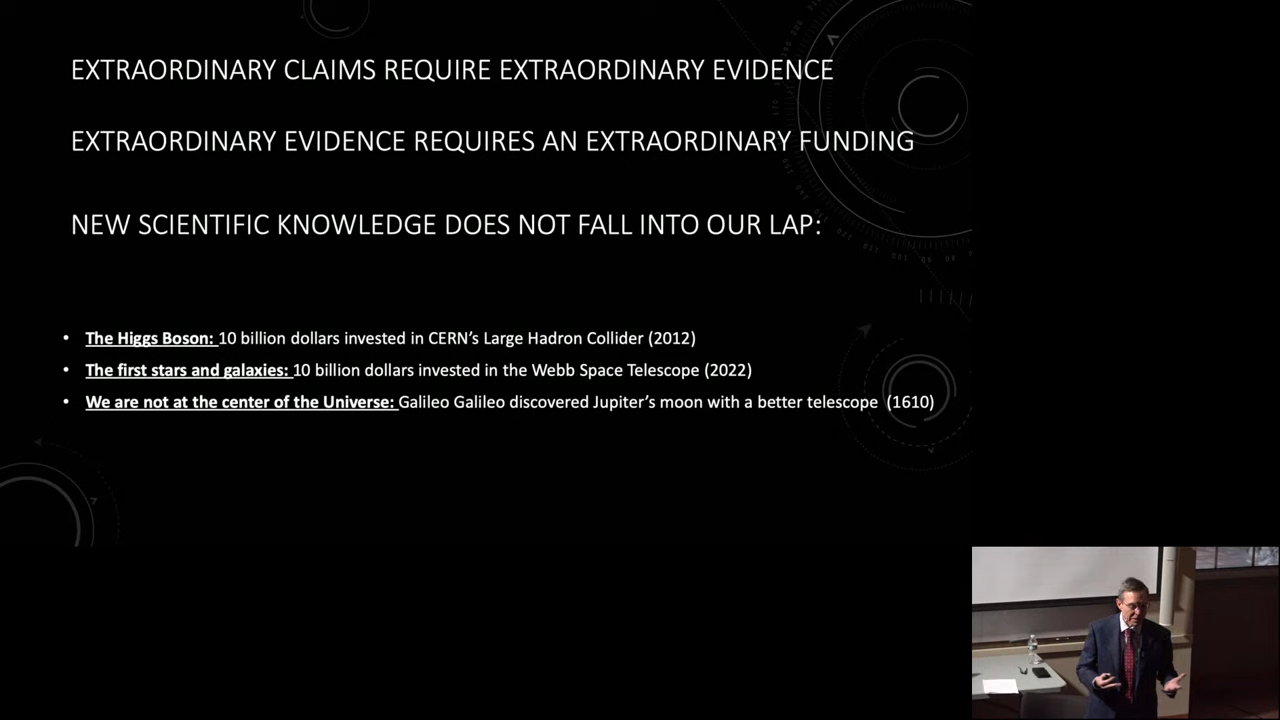 EXTRAORDINARY CLAIMS REQUIRE EXTRAORDINARY EVIDENCE
EXTRAORDINARY EVIDENCE REQUIRES AN EXTRAORDINARY FUNDING
NEW SCIENTIFIC KNOWLEDGE DOES NOT FALL INTO OUR LAP:
• The Higgs Boson: 10 billion dollars invested in CERN’s Large Hadron Collider (2012)
• The first stars and galaxies: 10 billion dollars invested in the Webb Space Telescope (2022)
• We are not at the center of the Universe: Galileo Galileo discovered Jupiter’s moon with a better telescope (1610)